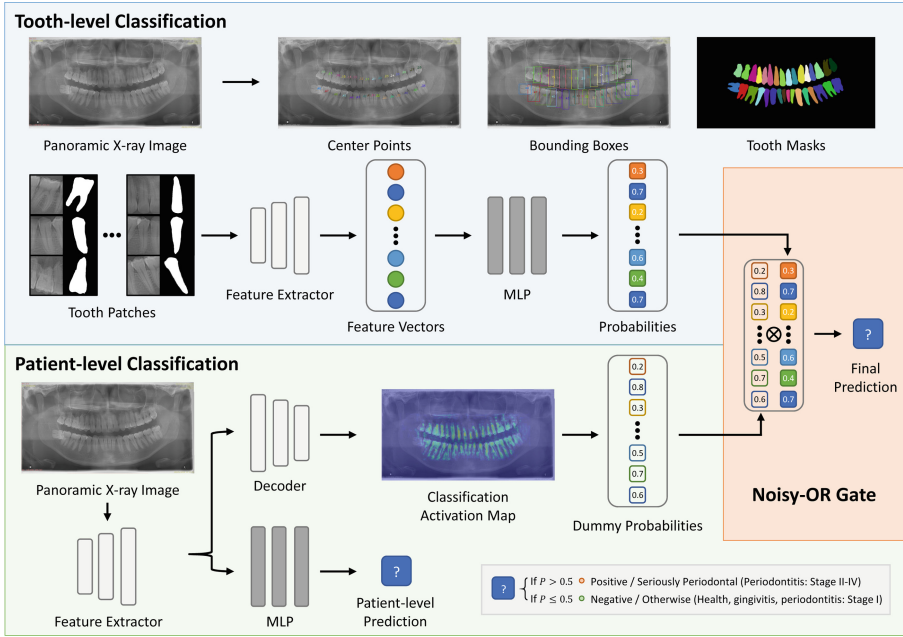 Tooth-level Classification
Panoramic X-ray Image
Center Points
Bounding Boxes
Tooth Masks
Tooth Patches
Feature Extractor
Feature Vectors
MLP
0.3
0.7
0.2
0.6
0.4
0.7
Probabilities
Patient-level Classification
Panoramic X-ray Image
Feature Extractor
Decoder
Classification
Activation Map
0.2
0.8
0.3
0.5
0.7
0.6
Dummy Probabilities
MLP
?
Patient-level
Prediction
0.2 0.3
0.8 0.7
0.3 0.2
⊗
0.5 0.6
0.7 0.4
0.6 0.7
?
Final
Prediction
Noisy-OR Gate
?
If P > 0.5 Positive / Seriously Periodontal (Periodontitis: Stage II-IV)
If P ≤ 0.5 Negative / Otherwise (Health, gingivitis, periodontitis: Stage I)